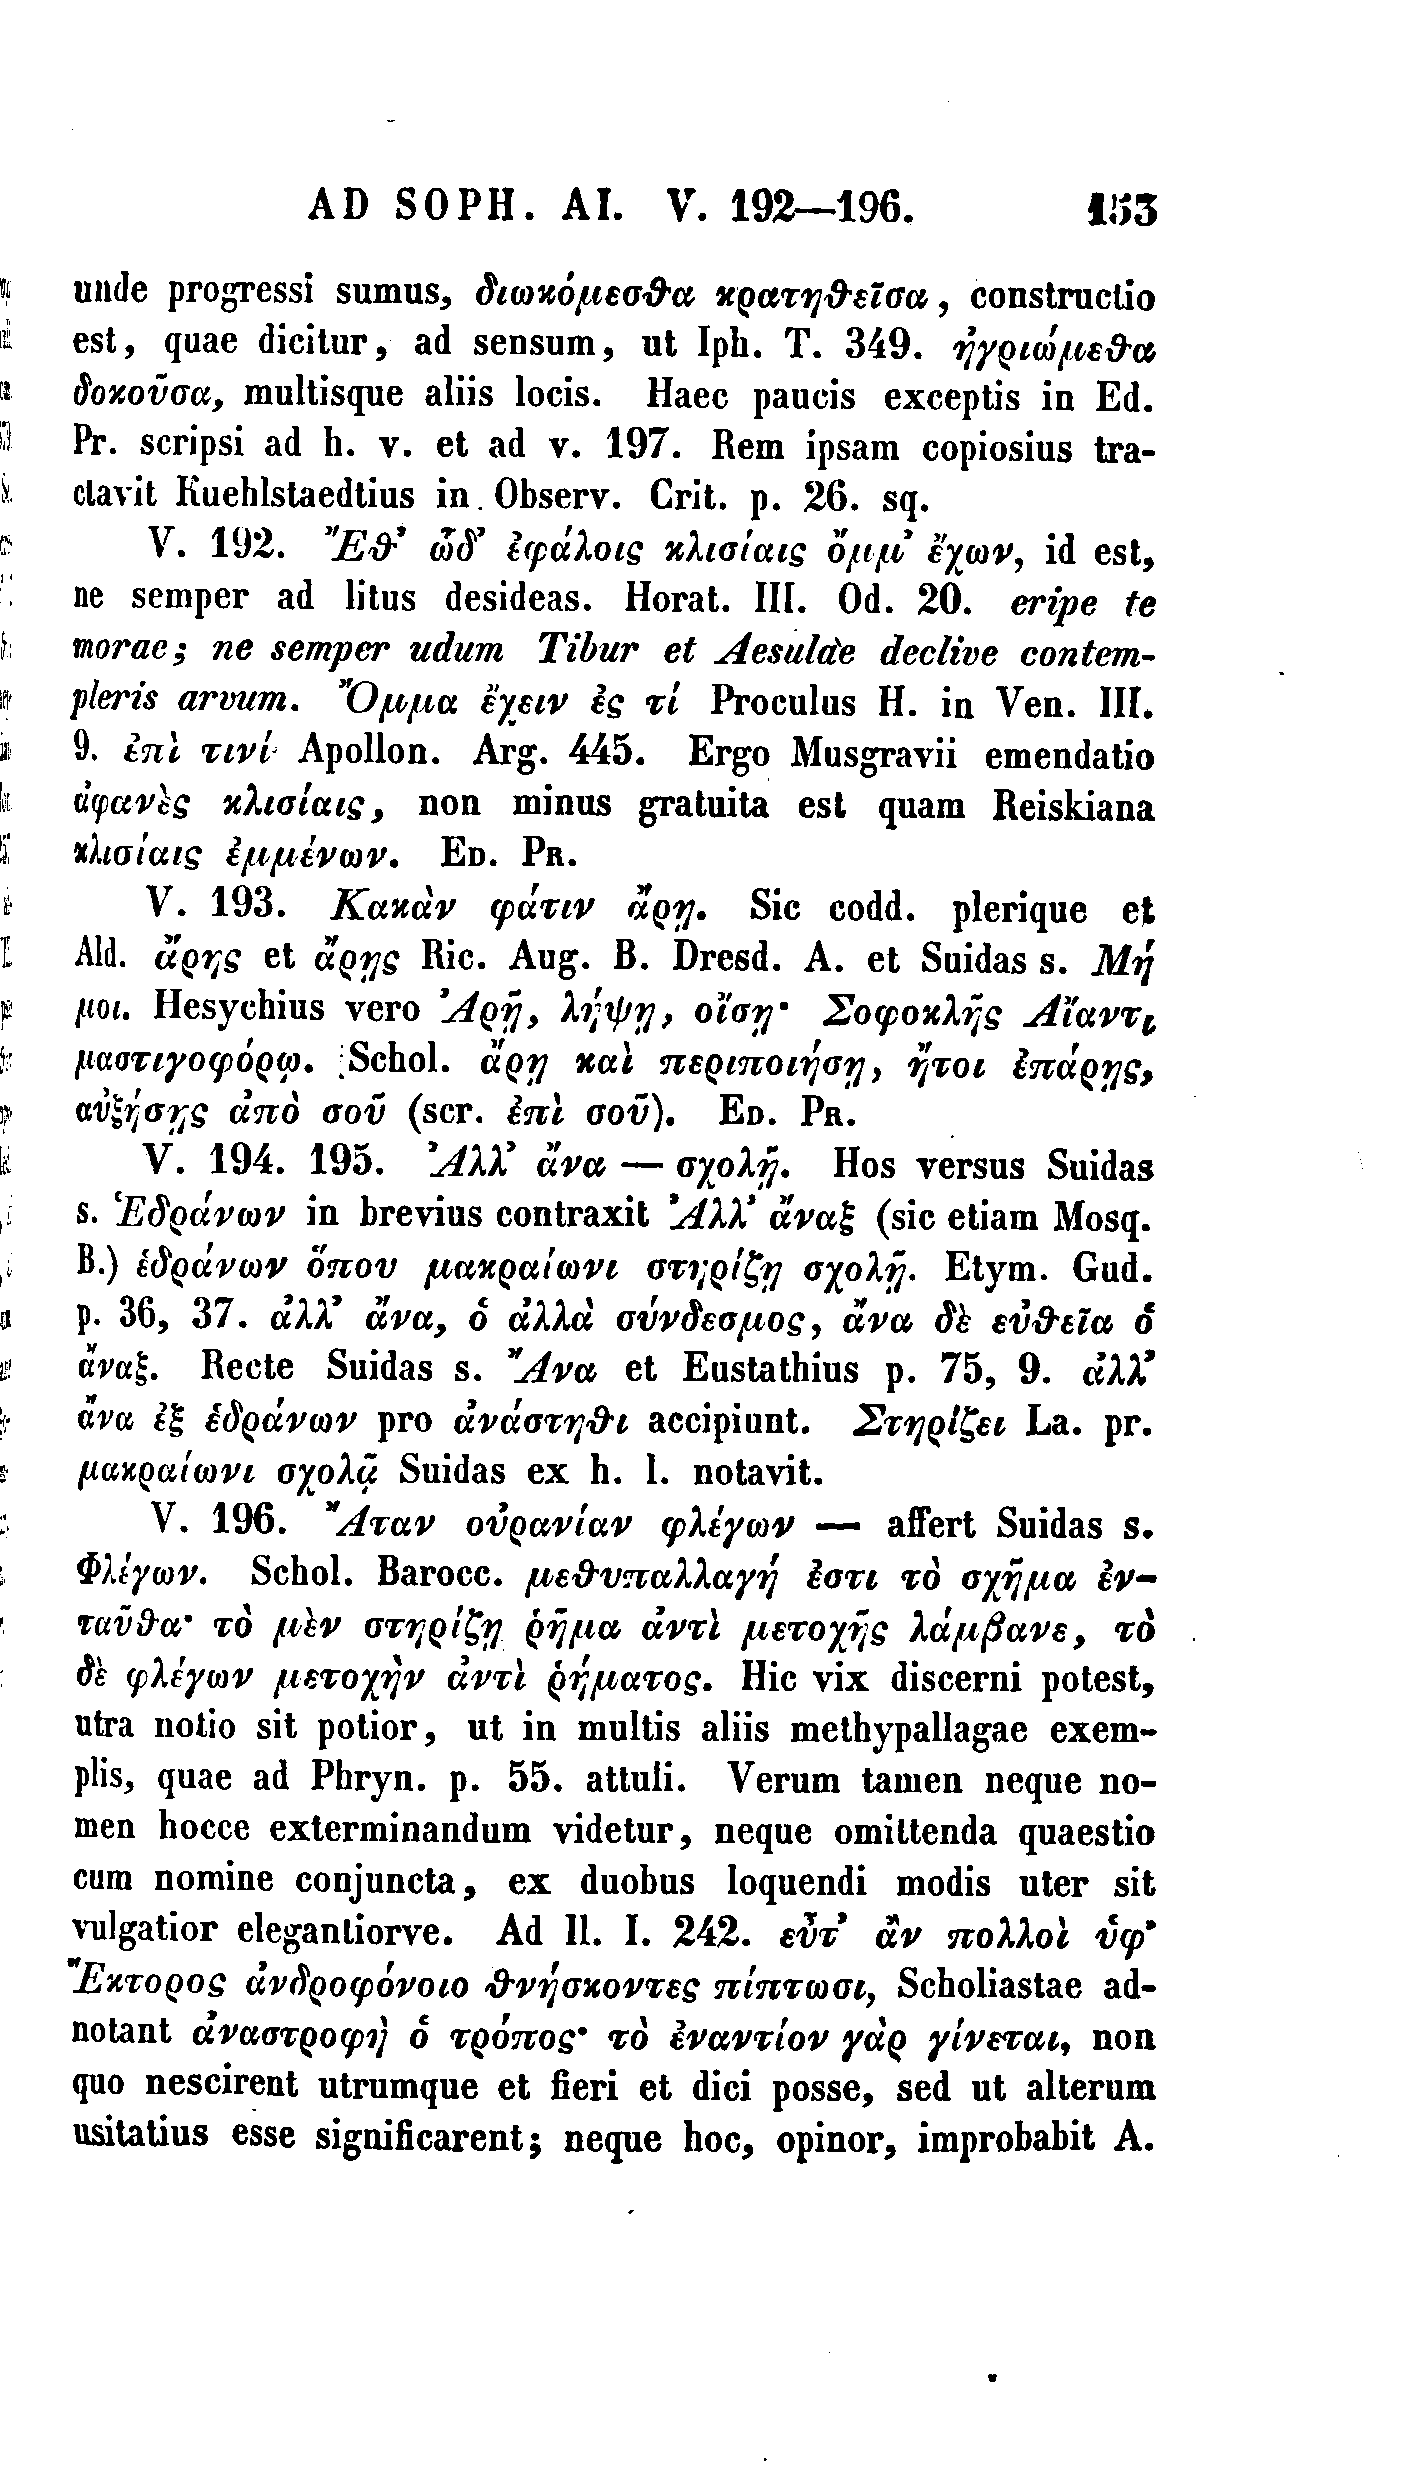 AD SOPH. AI. V. 192—196. 153
unde progressi sumus, διωκόμεσθα κρατηθεῖσα, constructio
est, quae dicitur, ad sensum, ut Iph. T. 349. ἠγριώμεθα
δοκοῦσα, multisque aliis locis. Haec paucis exceptis in Ed.
Pr. scripsi ad h. v. et ad v. 197. Rem ipsam copiosius tra-
ctavit Kuehlstaedtius in Observ. Crit. p. 26. sq.
V. 192. Ἔθ' ὧδ' ἐφάλοις κλισίαις ὄμμ' ἔχων, id est,
ne semper ad litus desideas. Horat. III. Od. 20. eripe te
morae; ne semper udum Tibur et Aesulae declive contem-
pleris arvum. Ὄμμα ἔχειν ἐς τί Proculus H. in Ven. III.
9. ἐπὶ τινί Apollon. Arg. 445. Ergo Musgravii emendatio
ἀφανὲς κλισίαις, non minus gratuita est quam Reiskiana
κλισίαις ἐμμένων. ED. PR.
V. 193. Κακὰν φάτιν ἄρῃ. Sic codd. plerique et
Ald. ἄρης et ἄρῃς Ric. Aug. B. Dresd. A. et Suidas s. Μή
μοι. Hesychius vero Ἀρῇ, λήψῃ, οἴσῃ· Σοφοκλῆς Αἴαντι
μαστιγοφόρῳ. Schol. ἄρῃ καὶ περιποιήσῃ, ἤτοι ἐπάρῃς,
αὐξήσῃς ἀπὸ σοῦ (scr. ἐπὶ σοῦ). ED. PR.
V. 194. 195. Ἀλλ' ἄνα — σχολῇ. Hos versus Suidas
s. Ἑδράνων in brevius contraxit Ἀλλ' ἄναξ (sic etiam Mosq.
B.) ἑδράνων ὅπου μακραίωνι στηρίζῃ σχολῇ. Etym. Gud.
p. 36, 37. ἀλλ' ἄνα, ὁ ἀλλὰ σύνδεσμος, ἄνα δὲ εὐθεῖα ὁ
ἄναξ. Recte Suidas s. Ἄνα et Eustathius p. 75, 9. ἀλλ'
ἄνα ἐξ ἑδράνων pro ἀνάστηθι accipiunt. Στηρίζει La. pr.
μακραίωνι σχολᾷ Suidas ex h. l. notavit.
V. 196. Ἄταν οὐρανίαν φλέγων — affert Suidas s.
Φλέγων. Schol. Barocc. μεθυπαλλαγή ἐστι τὸ σχῆμα ἐν-
ταῦθα· τὸ μὲν στηρίζῃ ῥῆμα ἀντὶ μετοχῆς λάμβανε, τὸ
δὲ φλέγων μετοχὴν ἀντὶ ῥήματος. Hic vix discerni potest,
utra notio sit potior, ut in multis aliis methypallagae exem-
plis, quae ad Phryn. p. 55. attuli. Verum tamen neque no-
men hocce exterminandum videtur, neque omittenda quaestio
cum nomine conjuncta, ex duobus loquendi modis uter sit
vulgatior elegantiorve. Ad Il. I. 242. εὖτ' ἂν πολλοὶ ὑφ'
Ἕκτορος ἀνδροφόνοιο θνήσκοντες πίπτωσι, Scholiastae ad-
notant ἀναστροφὴ ὁ τρόπος· τὸ ἐναντίον γὰρ γίνεται, non
quo nescirent utrumque et fieri et dici posse, sed ut alterum
usitatius esse significarent; neque hoc, opinor, improbabit A.